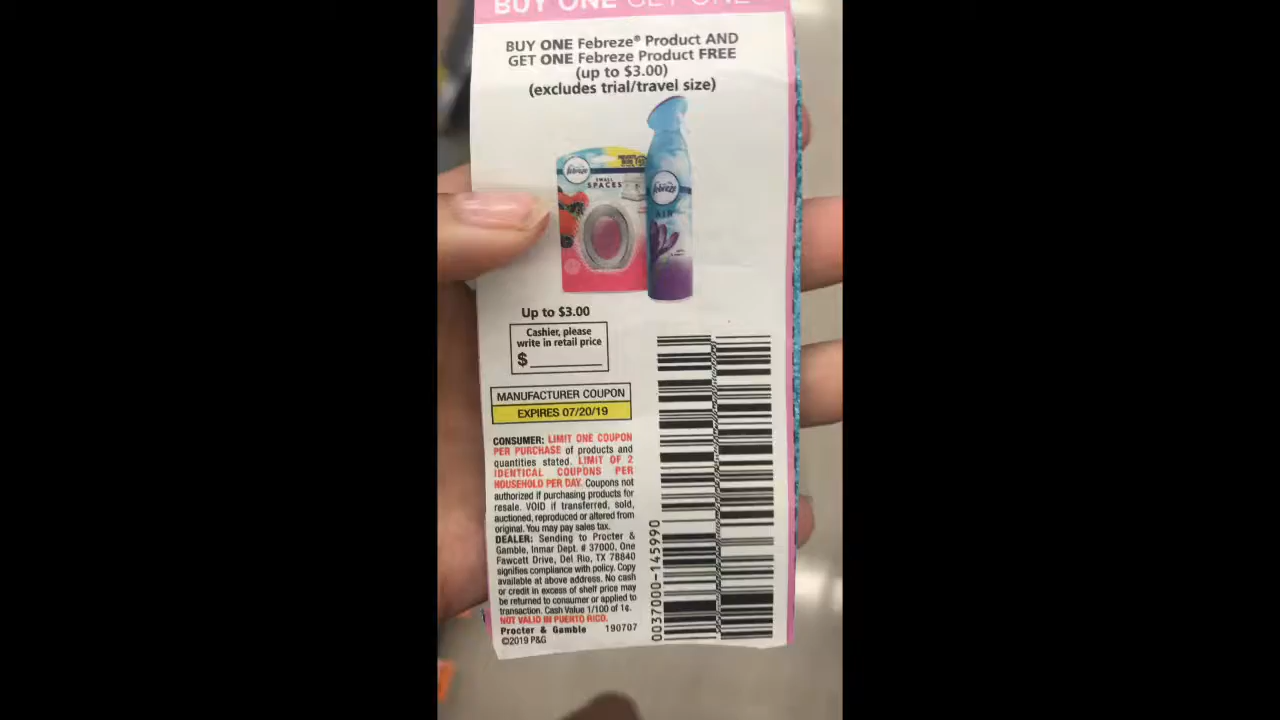 BUY ONE GET ONE
BUY ONE Febreze® Product AND
GET ONE Febreze Product FREE
(up to $3.00)
(excludes trial/travel size)
febreze
SMALL
SPACES
febreze
AIR
Up to $3.00
Cashier, please
write in retail price
$
MANUFACTURER COUPON
EXPIRES 07/20/19
CONSUMER: LIMIT ONE COUPON
PER PURCHASE of products and
quantities stated. LIMIT OF 2
IDENTICAL COUPONS PER
HOUSEHOLD PER DAY. Coupons not
authorized if purchasing products for
resale. VOID if transferred, sold,
auctioned, reproduced or altered from
original. You may pay sales tax.
DEALER: Sending to Procter &
Gamble, Inmar Dept. # 37000, One
Fawcett Drive, Del Rio, TX 78840
signifies compliance with policy. Copy
available at above address. No cash
or credit in excess of shelf price may
be returned to consumer or applied to
transaction. Cash Value 1/100 of 1¢.
NOT VALID IN PUERTO RICO.
Procter & Gamble 190707
©2019 P&G
0037000-145990